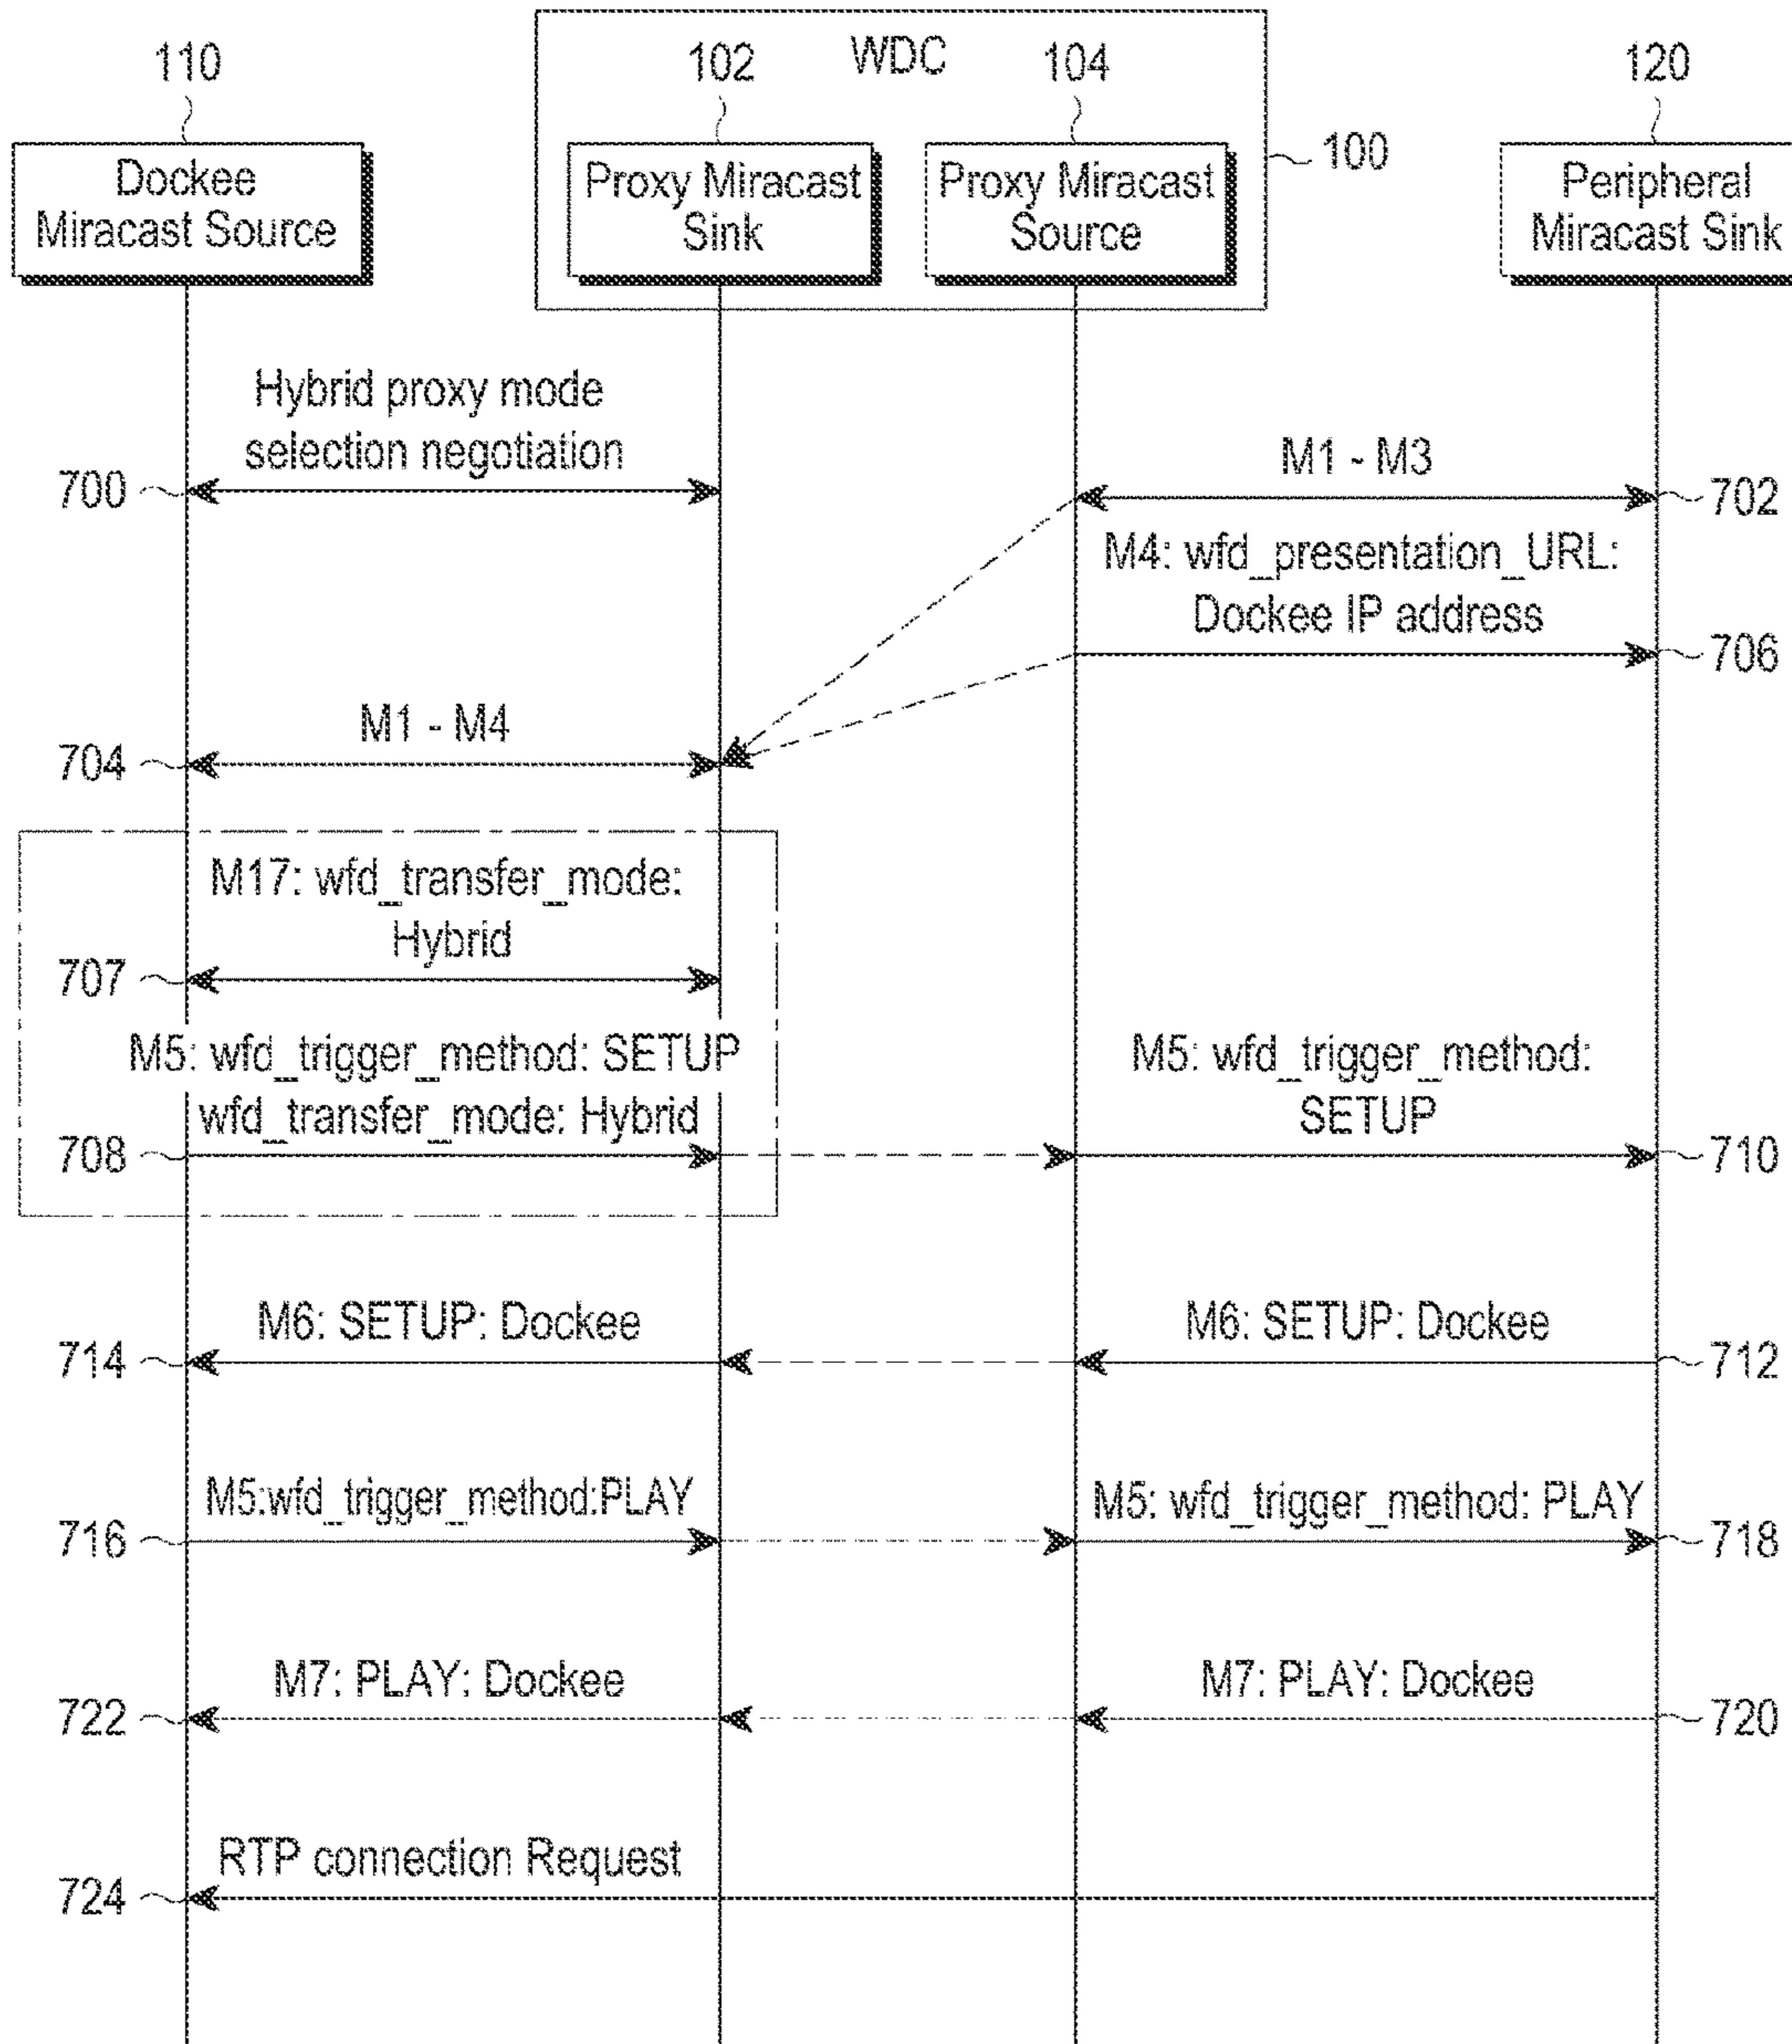 WDC
110
102
104
120
100
Dockee
Miracast Source
Proxy Miracast
Sink
Proxy Miracast
Source
Peripheral
Miracast Sink
Hybrid proxy mode
selection negotiation
700
M1 - M3
702
M4: wfd_presentation_URL:
Dockee IP address
706
M1 - M4
704
M17: wfd_transfer_mode:
Hybrid
707
M5: wfd_trigger_method: SETUP
wfd_transfer_mode: Hybrid
708
M5: wfd_trigger_method:
SETUP
710
M6: SETUP: Dockee
714
M6: SETUP: Dockee
712
M5:wfd_trigger_method:PLAY
716
M5: wfd_trigger_method: PLAY
718
M7: PLAY: Dockee
722
M7: PLAY: Dockee
720
RTP connection Request
724